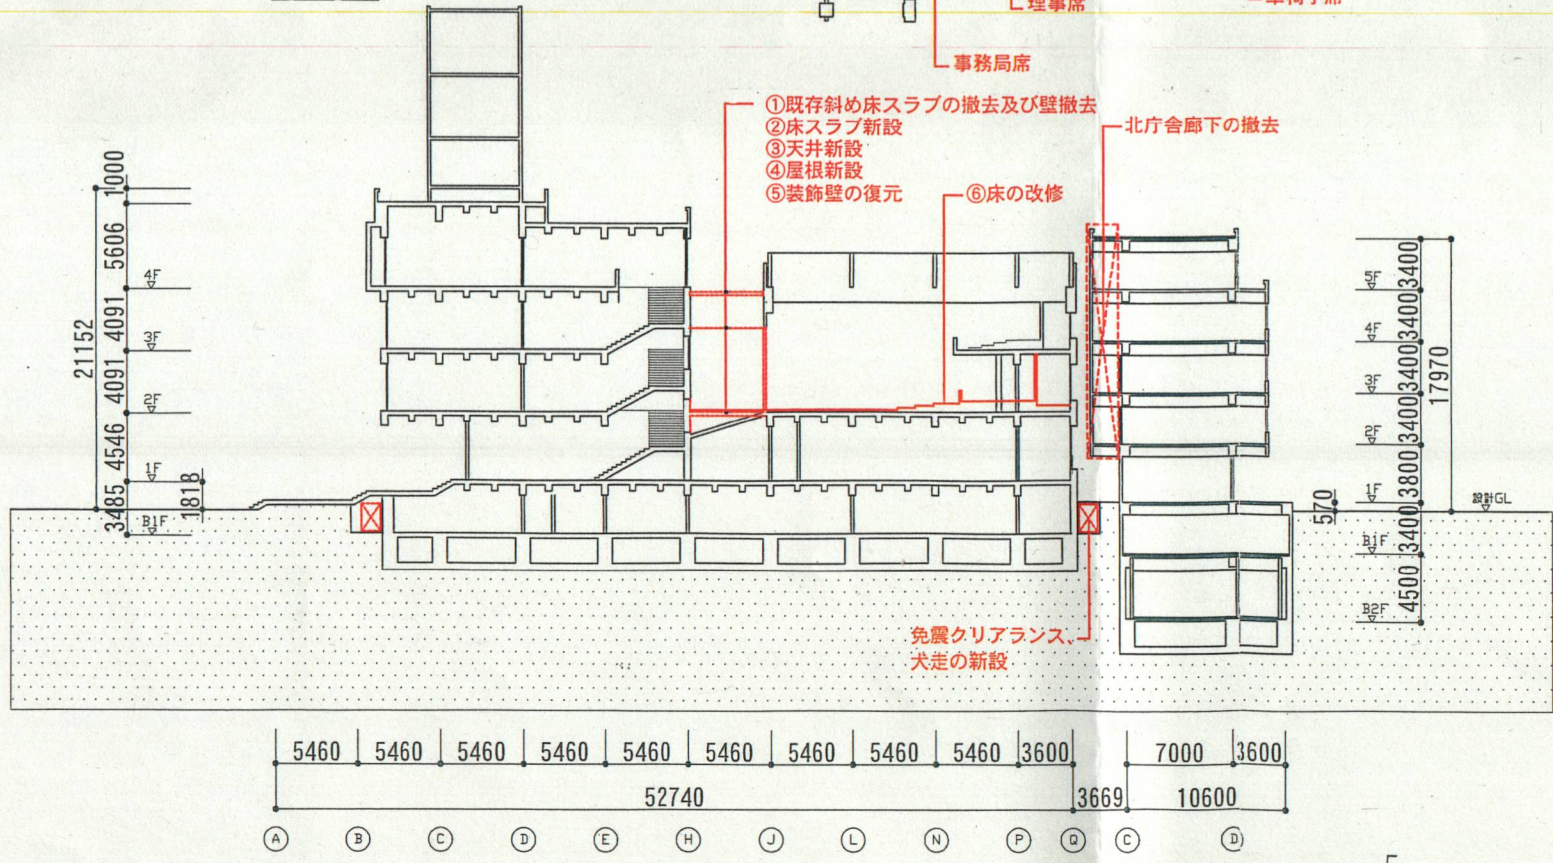 理事席
車椅子席
事務局席
①既存斜め床スラブの撤去及び壁撤去
②床スラブ新設
③天井新設
④屋根新設
⑤装飾壁の復元
⑥床の改修
北庁舎廊下の撤去
1000
5606
4091
4091
4546
3485
21152
1818
4F
3F
2F
1F
B1F
5F
4F
3F
2F
1F
B1F
B2F
3400
3400
3400
3400
3800
3400
4500
17970
570
設計GL
免震クリアランス、
犬走の新設
5460 5460 5460 5460 5460 5460 5460 5460 5460 3600 7000 3600
52740 3669 10600
A B C D E H J L N P Q C D